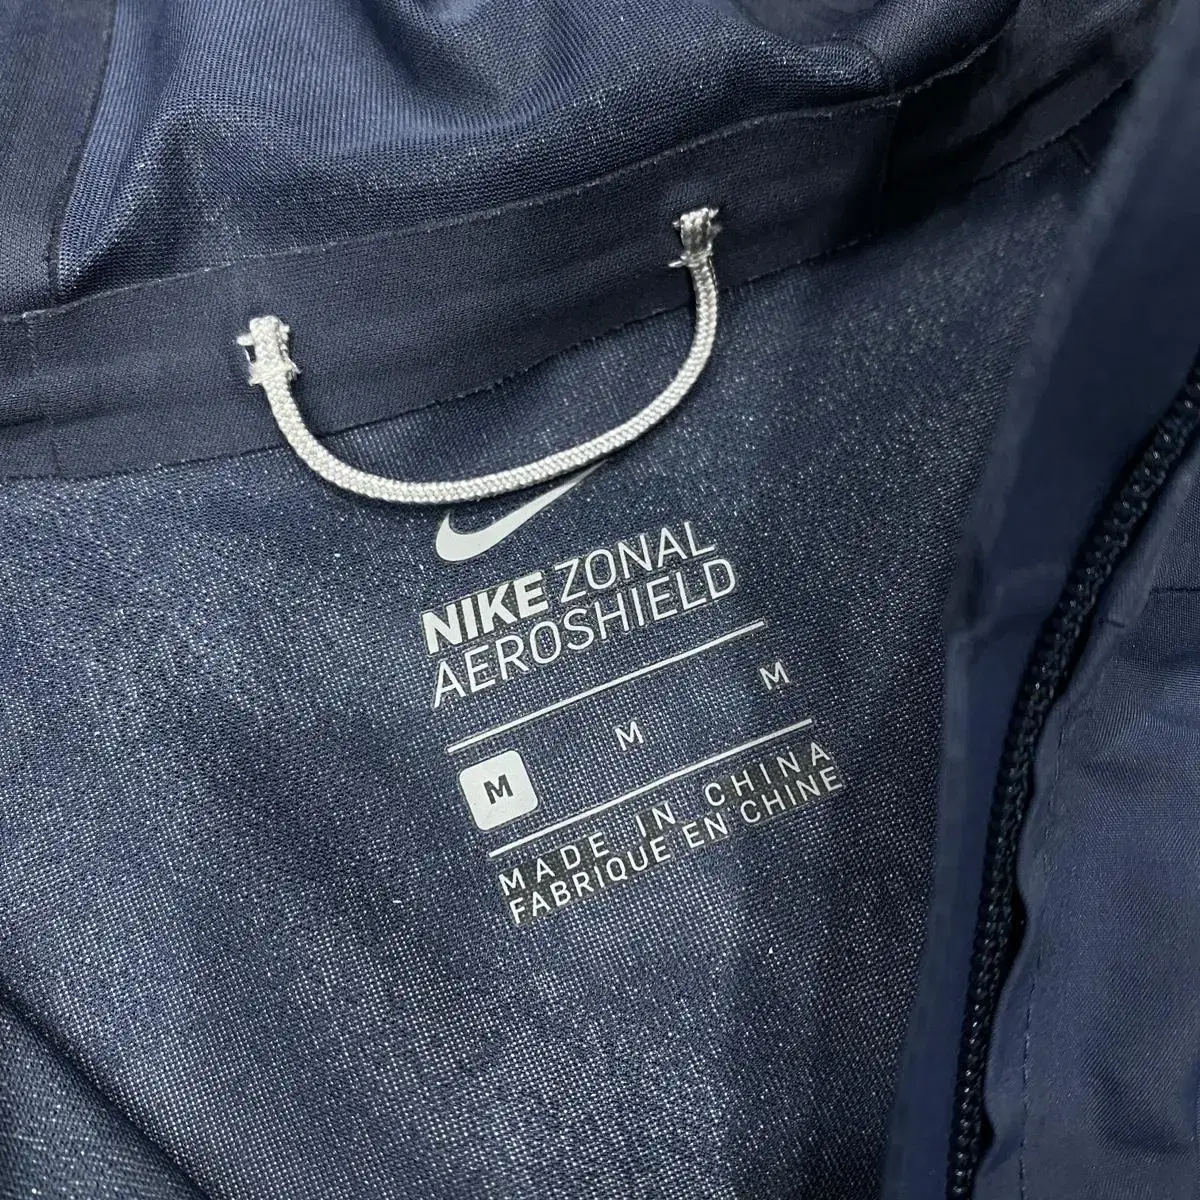 NIKE ZONAL
AEROSHIELD
M M M
MADE IN CHINA
FABRIQUE EN CHINE